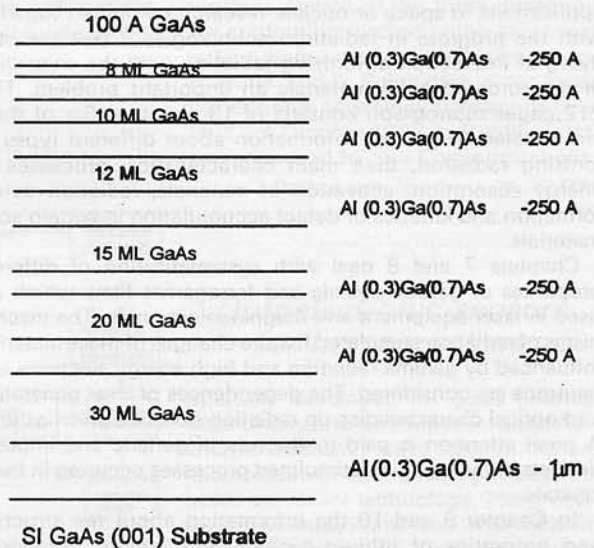 100 A GaAs
Al (0.3)Ga(0.7)As -250 A
8 ML GaAs
Al (0.3)Ga(0.7)As -250 A
10 ML GaAs
Al (0.3)Ga(0.7)As -250 A
12 ML GaAs
Al (0.3)Ga(0.7)As -250 A
15 ML GaAs
Al (0.3)Ga(0.7)As -250 A
20 ML GaAs
Al (0.3)Ga(0.7)As -250 A
30 ML GaAs
Al (0.3)Ga(0.7)As - 1µm
SI GaAs (001) Substrate